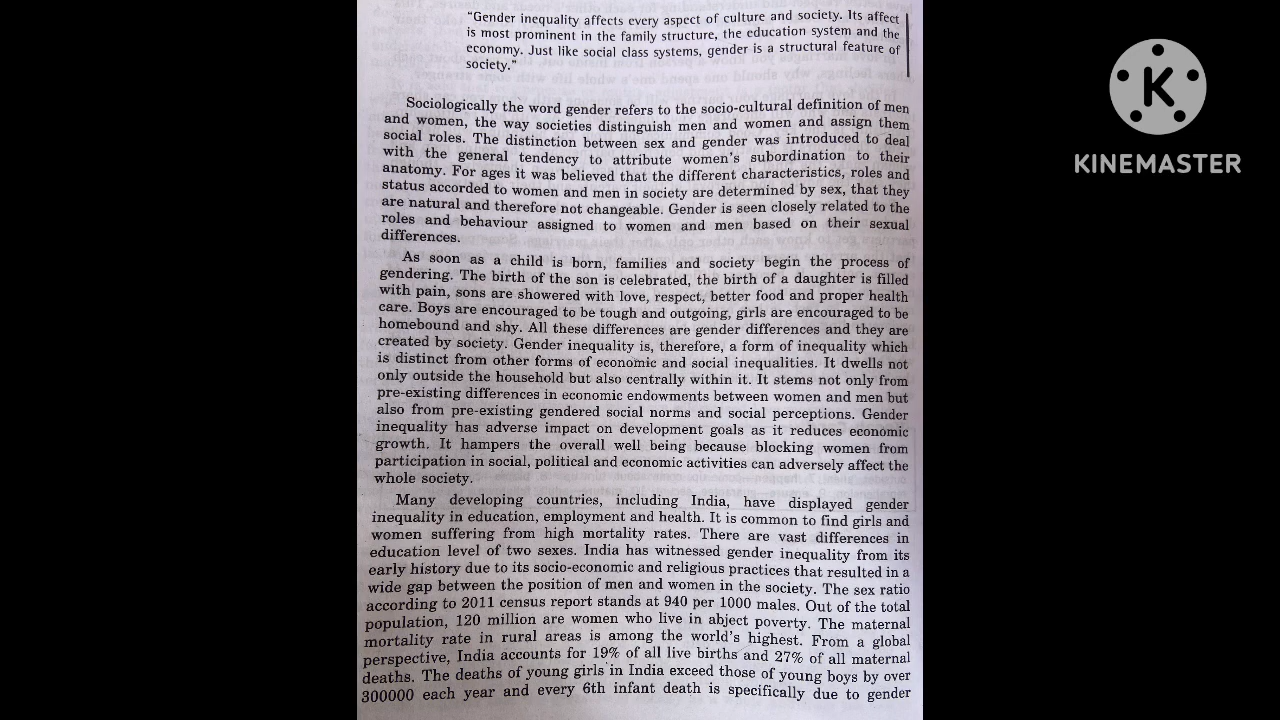 "Gender inequality affects every aspect of culture and society. Its affect
is most prominent in the family structure, the education system and the
economy. Just like social class systems, gender is a structural feature of
society."
Sociologically the word gender refers to the socio-cultural definition of men
and women, the way societies distinguish men and women and assign them
social roles. The distinction between sex and gender was introduced to deal
with the general tendency to attribute women's subordination to their
anatomy. For ages it was believed that the different characteristics, roles and
status accorded to women and men in society are determined by sex, that they
are natural and therefore not changeable. Gender is seen closely related to the
roles and behaviour assigned to women and men based on their sexual
differences.
As soon as a child is born, families and society begin the process of
gendering. The birth of the son is celebrated, the birth of a daughter is filled
with pain, sons are showered with love, respect, better food and proper health
care. Boys are encouraged to be tough and outgoing, girls are encouraged to be
homebound and shy. All these differences are gender differences and they are
created by society. Gender inequality is, therefore, a form of inequality which
is distinct from other forms of economic and social inequalities. It dwells not
only outside the household but also centrally within it. It stems not only from
pre-existing differences in economic endowments between women and men but
also from pre-existing gendered social norms and social perceptions. Gender
inequality has adverse impact on development goals as it reduces economic
growth. It hampers the overall well being because blocking women from
participation in social, political and economic activities can adversely affect the
whole society.
Many developing countries, including India, have displayed gender
inequality in education, employment and health. It is common to find girls and
women suffering from high mortality rates. There are vast differences in
education level of two sexes. India has witnessed gender inequality from its
early history due to its socio-economic and religious practices that resulted in a
wide gap between the position of men and women in the society. The sex ratio
according to 2011 census report stands at 940 per 1000 males. Out of the total
population, 120 million are women who live in abject poverty. The maternal
mortality rate in rural areas is among the world's highest. From a global
perspective, India accounts for 19% of all live births and 27% of all maternal
deaths. The deaths of young girls in India exceed those of young boys by over
300000 each year and every 6th infant death is specifically due to gender
K
KINEMASTER